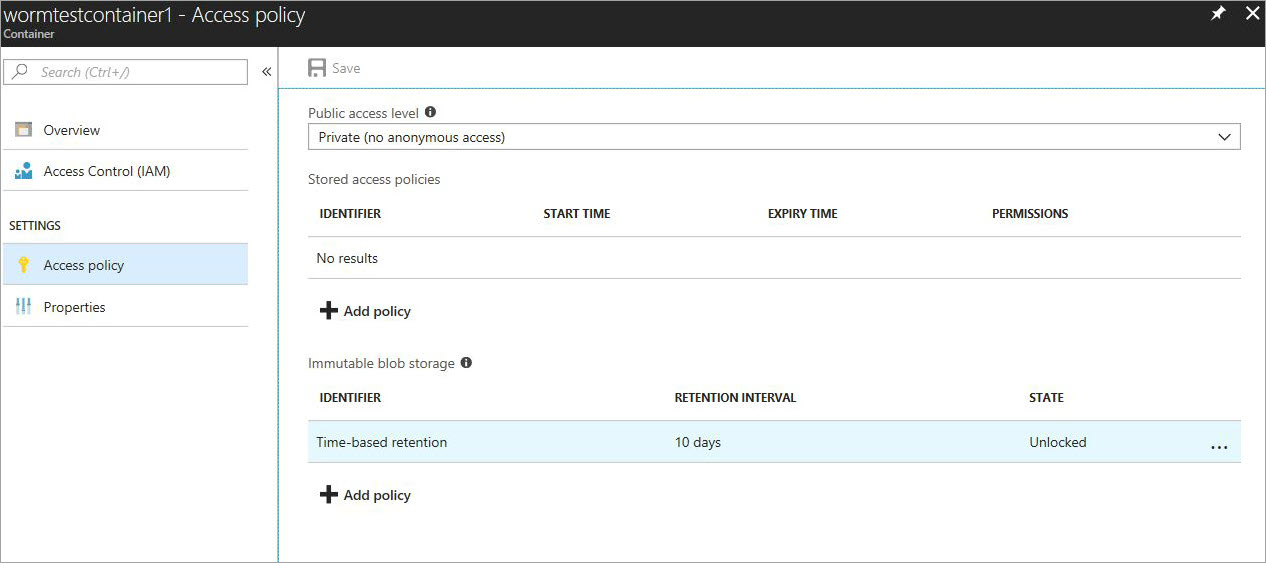 wormtestcontainer1 - Access policy
Container
Search (Ctrl+/)
«
Save
Overview
Access Control (IAM)
SETTINGS
Access policy
Properties
Public access level
Private (no anonymous access)
Stored access policies
IDENTIFIER START TIME EXPIRY TIME PERMISSIONS
No results
Add policy
Immutable blob storage
IDENTIFIER RETENTION INTERVAL STATE
Time-based retention 10 days Unlocked ...
Add policy